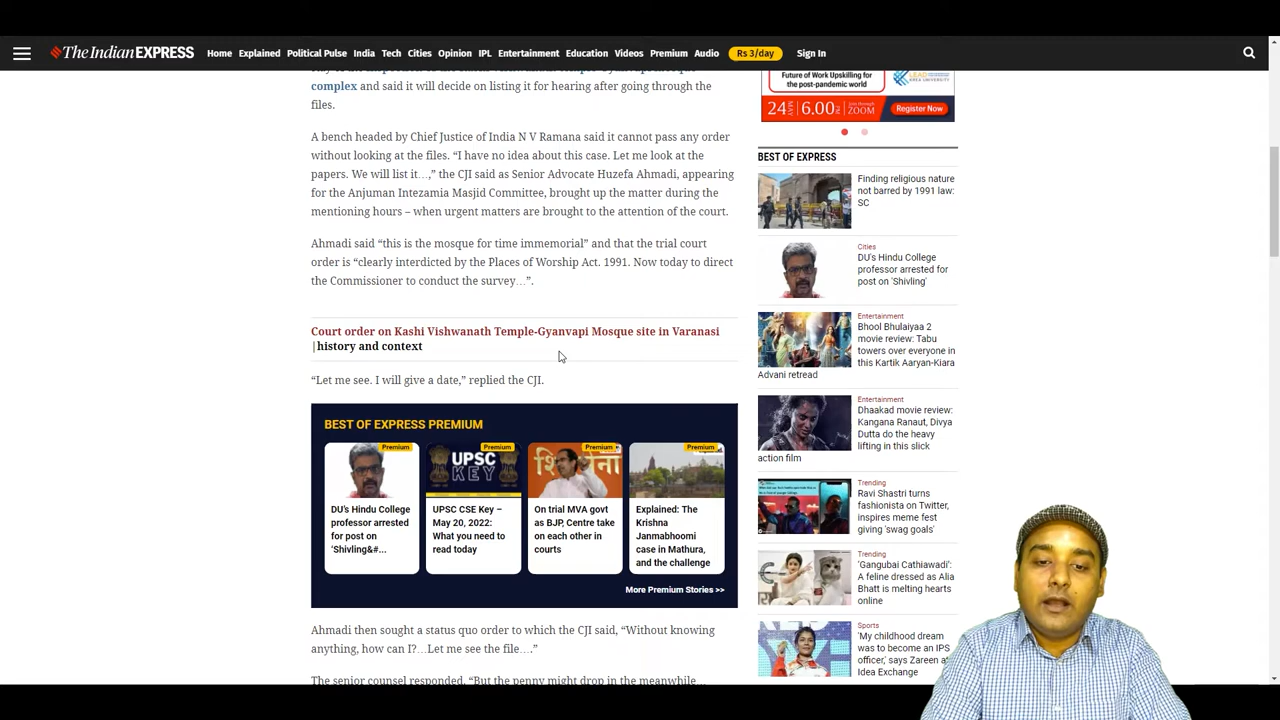 The Indian EXPRESS
Home Explained Political Pulse India Tech Cities Opinion IPL Entertainment Education Videos Premium Audio Rs 3/day Sign In
complex and said it will decide on listing it for hearing after going through the
files.
A bench headed by Chief Justice of India N V Ramana said it cannot pass any order
without looking at the files. “I have no idea about this case. Let me look at the
papers. We will list it…,” the CJI said as Senior Advocate Huzefa Ahmadi, appearing
for the Anjuman Intezamia Masjid Committee, brought up the matter during the
mentioning hours – when urgent matters are brought to the attention of the court.
Ahmadi said “this is the mosque for time immemorial” and that the trial court
order is “clearly interdicted by the Places of Worship Act. 1991. Now today to direct
the Commissioner to conduct the survey…”.
Court order on Kashi Vishwanath Temple-Gyanvapi Mosque site in Varanasi
|history and context
“Let me see. I will give a date,” replied the CJI.
BEST OF EXPRESS PREMIUM
Premium
DU's Hindu College
professor arrested
for post on
'Shivling&#...
Premium
UPSC
KEY
UPSC CSE Key –
May 20, 2022:
What you need to
read today
Premium
On trial MVA govt
as BJP, Centre take
on each other in
courts
Premium
Explained: The
Krishna
Janmabhoomi
case in Mathura,
and the challenge
More Premium Stories >>
Ahmadi then sought a status quo order to which the CJI said, “Without knowing
anything, how can I?…Let me see the file….”
The senior counsel responded, “But the penny might drop in the meanwhile…
Future of Work Upskilling for
the post-pandemic world
LEAD
KREA UNIVERSITY
24 MAY 6.00 PM ZOOM Register Now
BEST OF EXPRESS
Finding religious nature
not barred by 1991 law:
SC
Cities
DU's Hindu College
professor arrested for
post on 'Shivling'
Entertainment
Bhool Bhulaiyaa 2
movie review: Tabu
towers over everyone in
this Kartik Aaryan-Kiara
Advani retread
Entertainment
Dhaakad movie review:
Kangana Ranaut, Divya
Dutta do the heavy
lifting in this slick
action film
Trending
Ravi Shastri turns
fashionista on Twitter,
inspires meme fest
giving 'swag goals'
Trending
'Gangubai Cathiawadi':
A feline dressed as Alia
Bhatt is melting hearts
online
Sports
'My childhood dream
was to become an IPS
officer,' says Zareen at
Idea Exchange